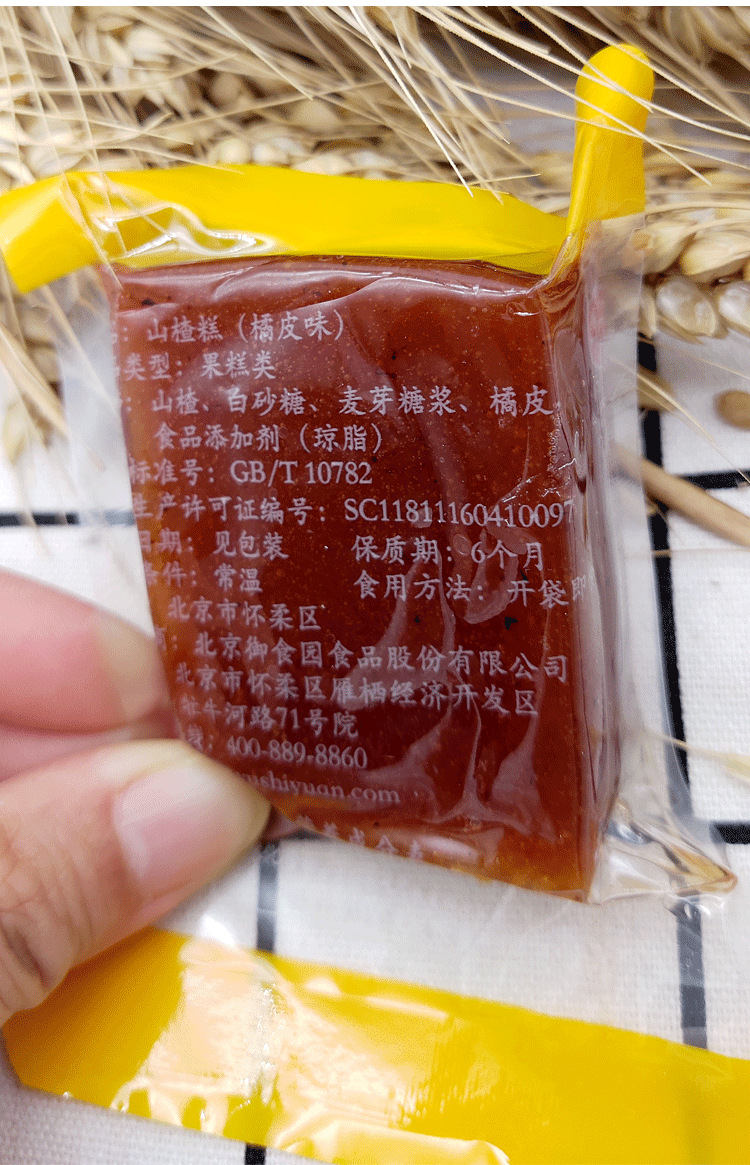 山楂糕（橘皮味）
类型：果糕类
：山楂、白砂糖、麦芽糖浆、橘皮
食品添加剂（琼脂）
标准号：GB/T 10782
生产许可证编号：SC11811160410097
日期：见包装 保质期：6个月
条件：常温 食用方法：开袋即
北京市怀柔区
：北京御食园食品股份有限公司
北京市怀柔区雁栖经济开发区
牛河路71号院
：400-889-8860
shiyuan.com